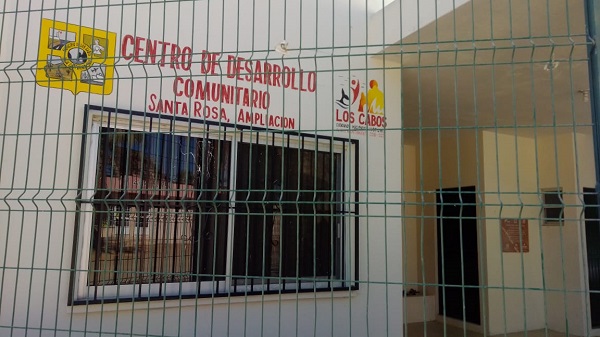 CENTRO DE DESARROLLO
COMUNITARIO
SANTA ROSA, AMPLIACION
LOS CABOS